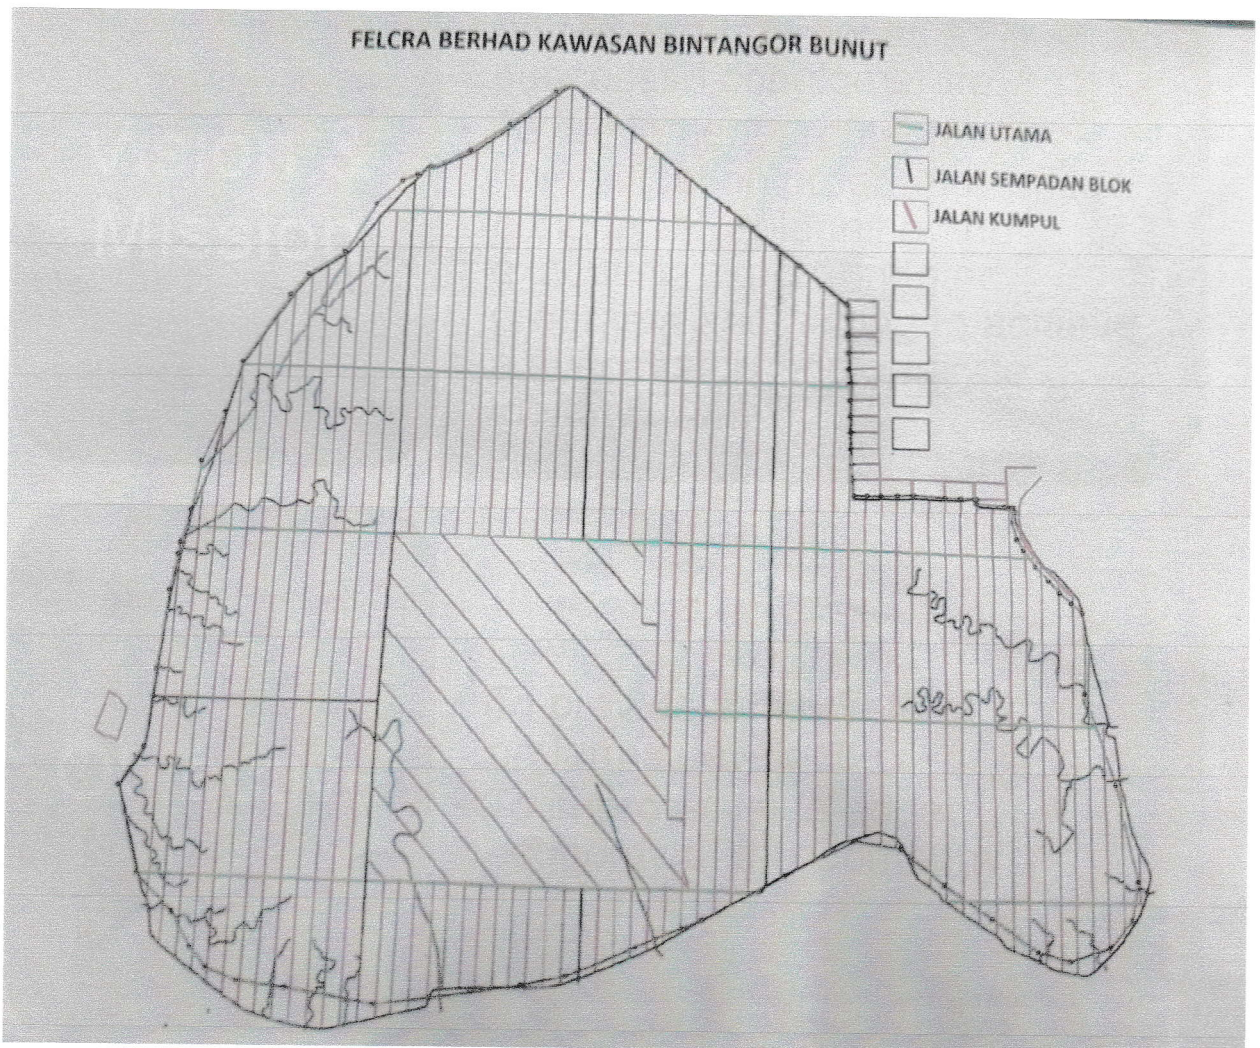 FELCRA BERHAD KAWASAN BINTANGOR BUNUT
JALAN UTAMA
JALAN SEMPADAN BLOK
JALAN KUMPUL